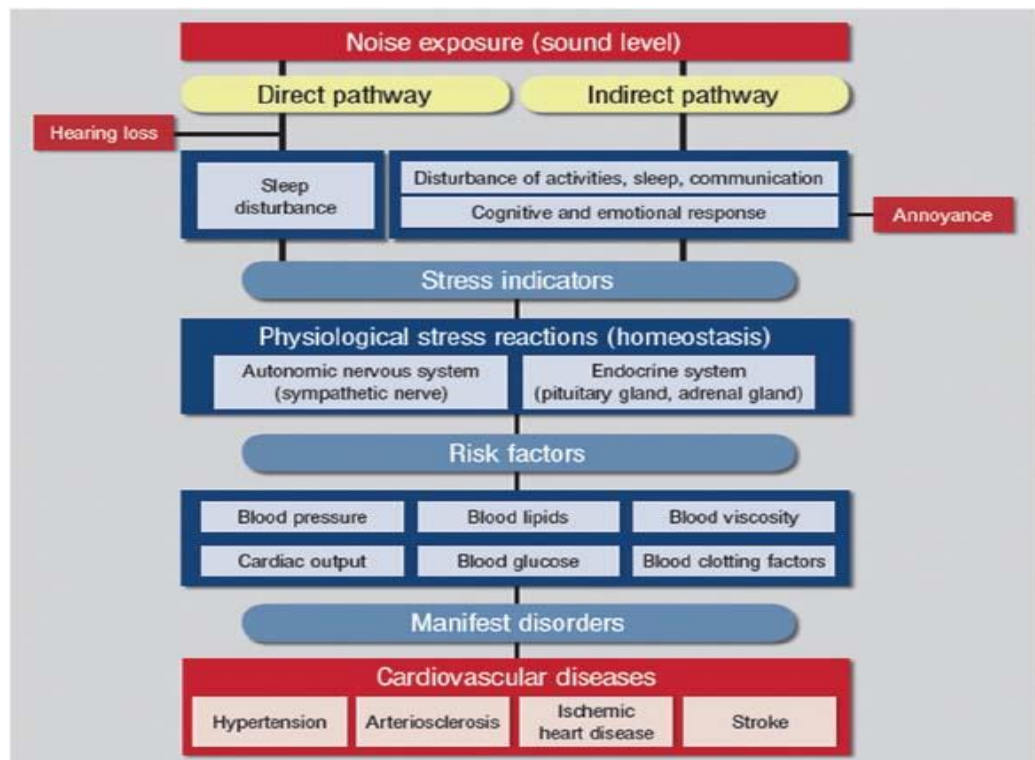 Noise exposure (sound level)
Direct pathway
Indirect pathway
Hearing loss
Sleep
disturbance
Disturbance of activities, sleep, communication
Cognitive and emotional response
Annoyance
Stress indicators
Physiological stress reactions (homeostasis)
Autonomic nervous system
(sympathetic nerve)
Endocrine system
(pituitary gland, adrenal gland)
Risk factors
Blood pressure
Blood lipids
Blood viscosity
Cardiac output
Blood glucose
Blood clotting factors
Manifest disorders
Cardiovascular diseases
Hypertension
Arteriosclerosis
Ischemic
heart disease
Stroke